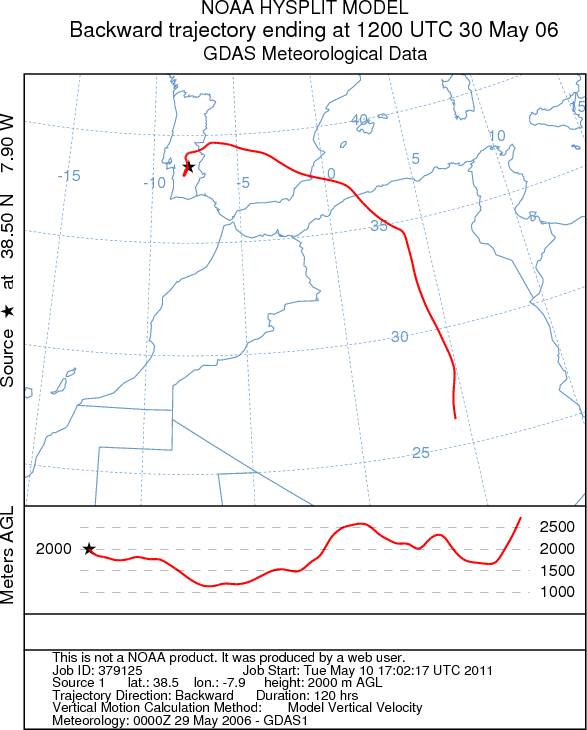 NOAA HYSPLIT MODEL
Backward trajectory ending at 1200 UTC 30 May 06
GDAS Meteorological Data
Source ★ at 38.50 N 7.90 W
-15
-10
-5
0
5
10
15
40
35
5
30
25
Meters AGL
2000
2500
2000
1500
1000
This is not a NOAA product. It was produced by a web user.
Job ID: 379125 Job Start: Tue May 10 17:02:17 UTC 2011
Source 1 lat.: 38.5 lon.: -7.9 height: 2000 m AGL
Trajectory Direction: Backward Duration: 120 hrs
Vertical Motion Calculation Method: Model Vertical Velocity
Meteorology: 0000Z 29 May 2006 - GDAS1